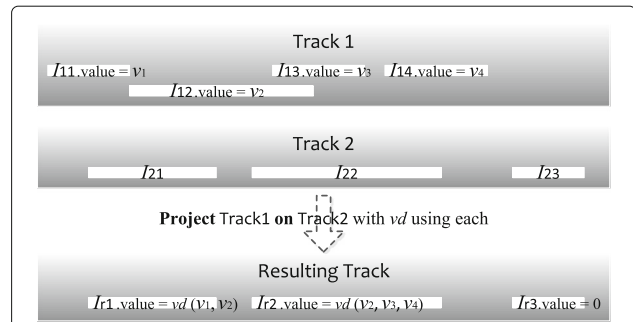 Track 1
I11.value = v1 I13.value = v3 I14.value = v4
I12.value = v2
Track 2
I21 I22 I23
Project Track1 on Track2 with vd using each
Resulting Track
Ir1.value = vd (v1, v2) Ir2.value = vd (v2, v3, v4) Ir3.value = 0